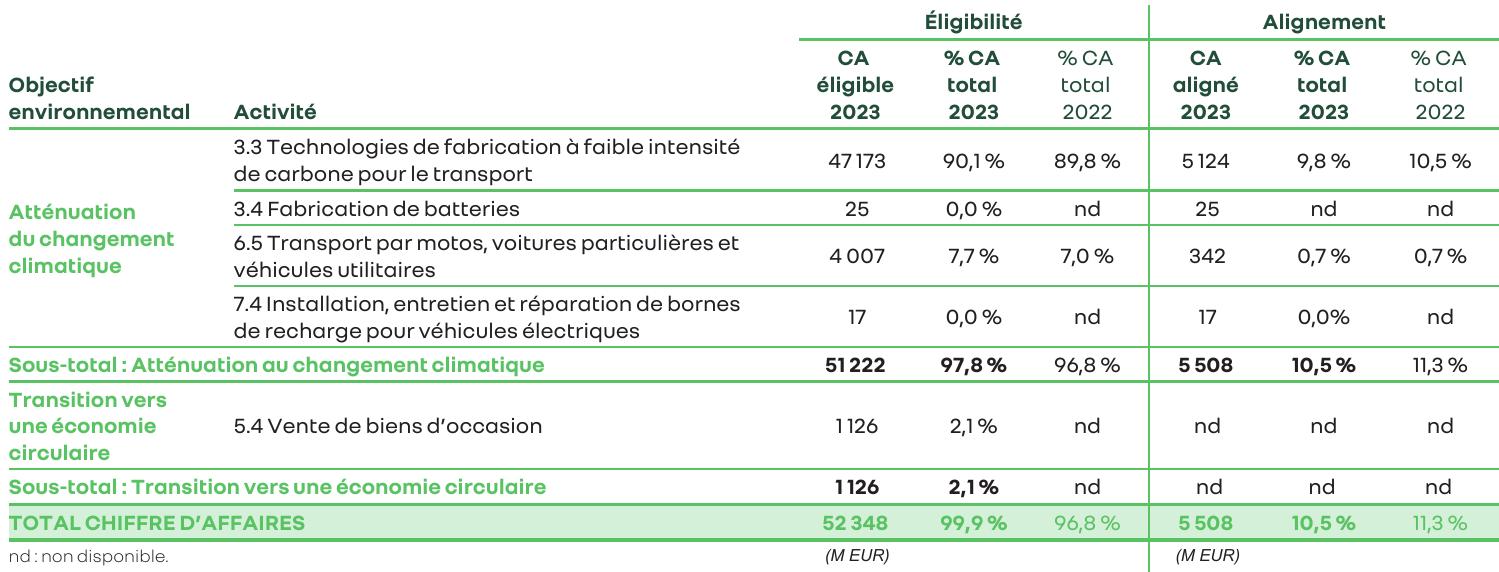 Éligibilité Alignement
Objectif environnemental Activité CA éligible 2023 % CA total 2023 % CA total 2022 CA aligné 2023 % CA total 2023 % CA total 2022
Atténuation
du changement
climatique
3.3 Technologies de fabrication à faible intensité
de carbone pour le transport
47 173 90,1 % 89,8 % 5 124 9,8 % 10,5 %
3.4 Fabrication de batteries 25 0,0 % nd 25 nd nd
6.5 Transport par motos, voitures particulières et
véhicules utilitaires
4 007 7,7 % 7,0 % 342 0,7 % 0,7 %
7.4 Installation, entretien et réparation de bornes
de recharge pour véhicules électriques
17 0,0 % nd 17 0,0% nd
Sous-total : Atténuation au changement climatique 51 222 97,8 % 96,8 % 5 508 10,5 % 11,3 %
Transition vers
une économie
circulaire
5.4 Vente de biens d'occasion 1 126 2,1 % nd nd nd nd
Sous-total : Transition vers une économie circulaire 1 126 2,1 % nd nd nd nd
TOTAL CHIFFRE D'AFFAIRES 52 348 99,9 % 96,8 % 5 508 10,5 % 11,3 %
nd : non disponible. (M EUR) (M EUR)